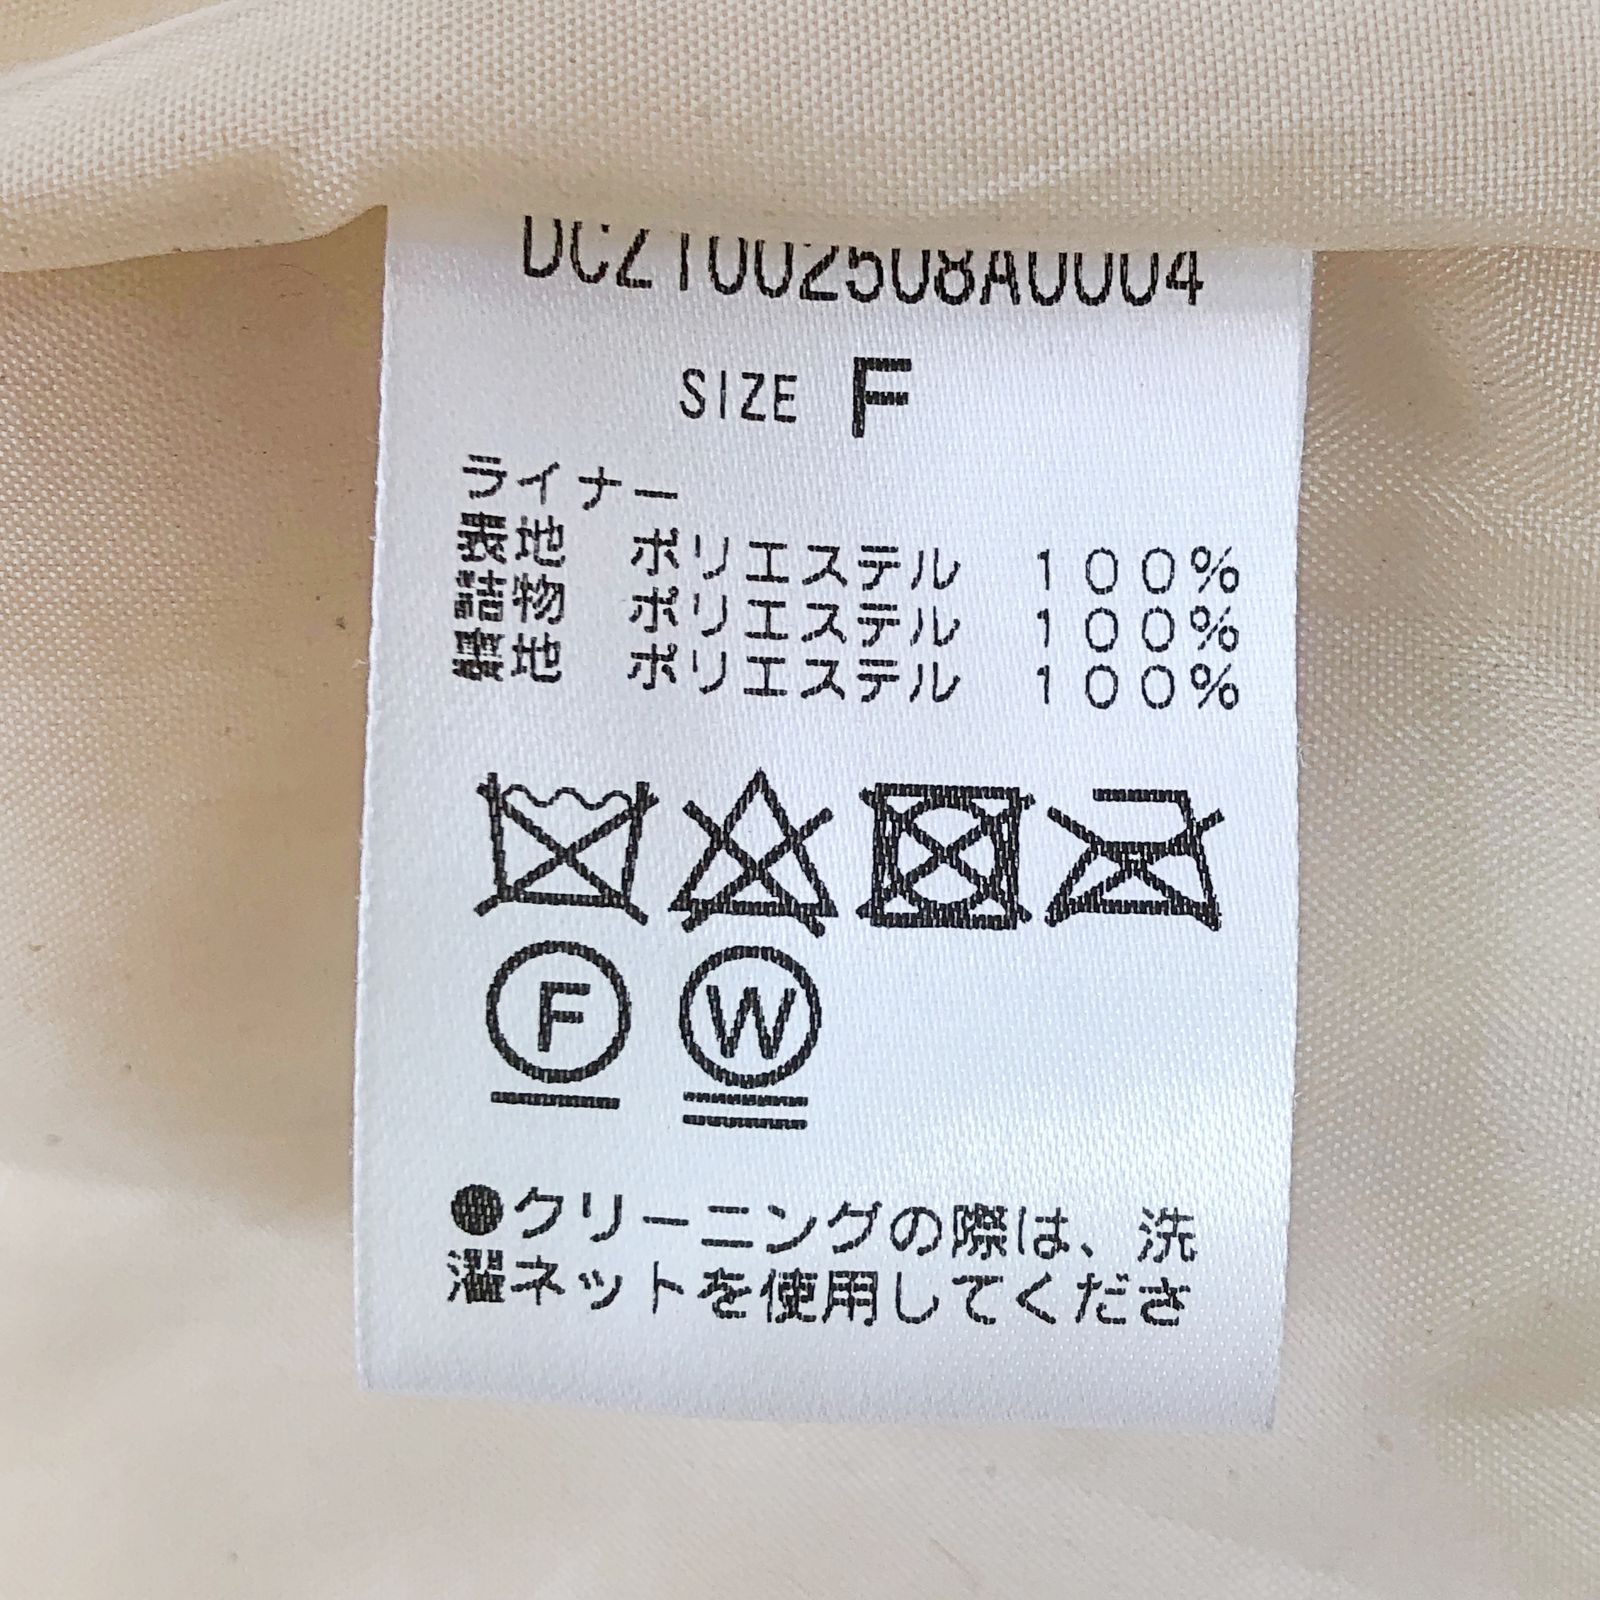 DCZ1002508A0004
SIZE F
ライナー
表地 ポリエステル 100%
詰物 ポリエステル 100%
裏地 ポリエステル 100%
F W
●クリーニングの際は、洗
濯ネットを使用してくださ